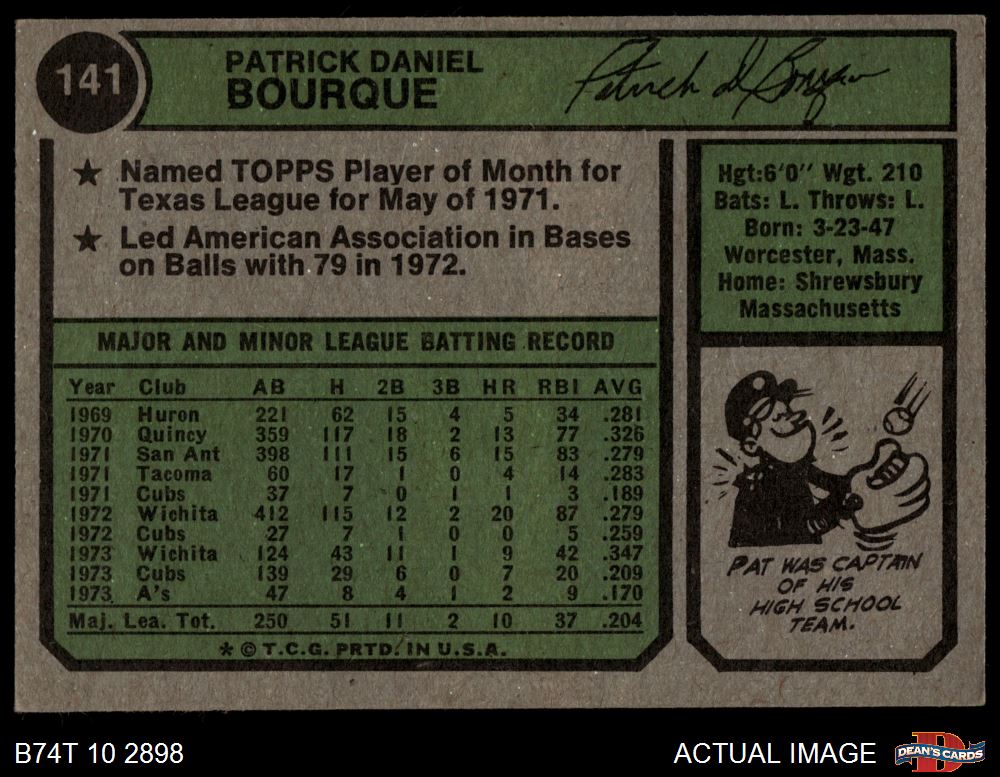 141
PATRICK DANIEL
BOURQUE
Patrick D Bourque
★ Named TOPPS Player of Month for
Texas League for May of 1971.
★ Led American Association in Bases
on Balls with 79 in 1972.
Hgt:6'0'' Wgt. 210
Bats: L. Throws: L.
Born: 3-23-47
Worcester, Mass.
Home: Shrewsbury
Massachusetts
MAJOR AND MINOR LEAGUE BATTING RECORD
Year Club AB H 2B 3B HR RBI AVG
1969 Huron 221 62 15 4 5 34 .281
1970 Quincy 359 117 18 2 13 77 .326
1971 San Ant 398 111 15 6 15 83 .279
1971 Tacoma 60 17 1 0 4 14 .283
1971 Cubs 37 7 0 1 1 3 .189
1972 Wichita 412 115 12 2 20 87 .279
1972 Cubs 27 7 1 0 0 5 .259
1973 Wichita 124 43 11 1 9 42 .347
1973 Cubs 139 29 6 0 7 20 .209
1973 A's 47 8 4 1 2 9 .170
Maj. Lea. Tot. 250 51 11 2 10 37 .204
* © T.C.G. PRTD. IN U.S.A.
PAT WAS CAPTAIN
OF HIS
HIGH SCHOOL
TEAM.
B74T 10 2898
ACTUAL IMAGE
D
DEAN'S CARDS